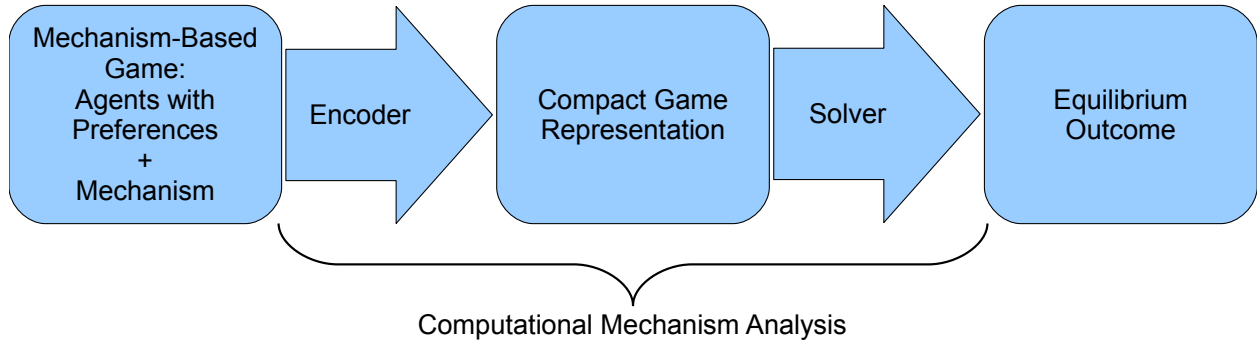 Mechanism-Based
Game:
Agents with
Preferences
+
Mechanism
Encoder
Compact Game
Representation
Solver
Equilibrium
Outcome
Computational Mechanism Analysis